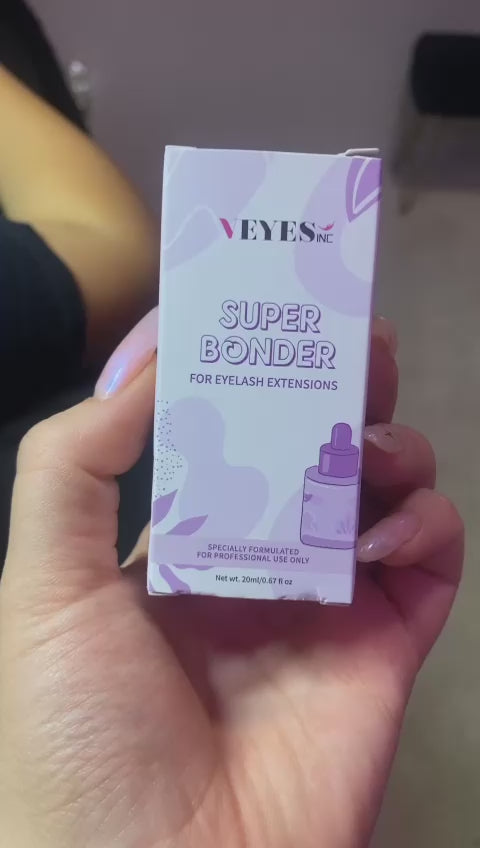 VEYES INC
SUPER
BONDER
FOR EYELASH EXTENSIONS
SPECIALLY FORMULATED
FOR PROFESSIONAL USE ONLY
Net wt. 20ml/0.67 fl oz